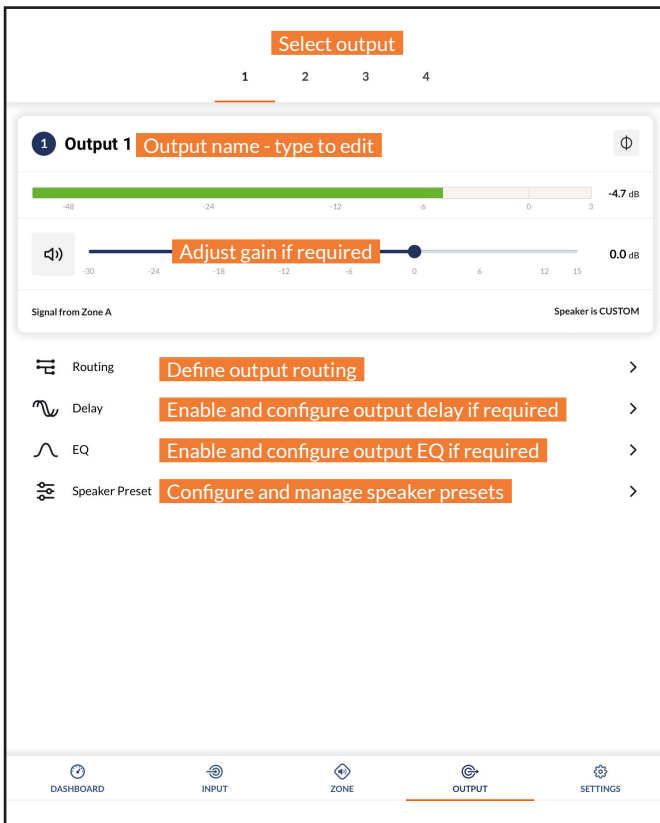 Select output
1 2 3 4
1 Output 1 Output name - type to edit
-4.7 dB
-48 -24 -12 -6 0 3
Adjust gain if required
0.0 dB
-30 -24 -18 -12 -6 0 6 12 15
Signal from Zone A Speaker is CUSTOM
Routing Define output routing
Delay Enable and configure output delay if required
EQ Enable and configure output EQ if required
Speaker Preset Configure and manage speaker presets
DASHBOARD INPUT ZONE OUTPUT SETTINGS